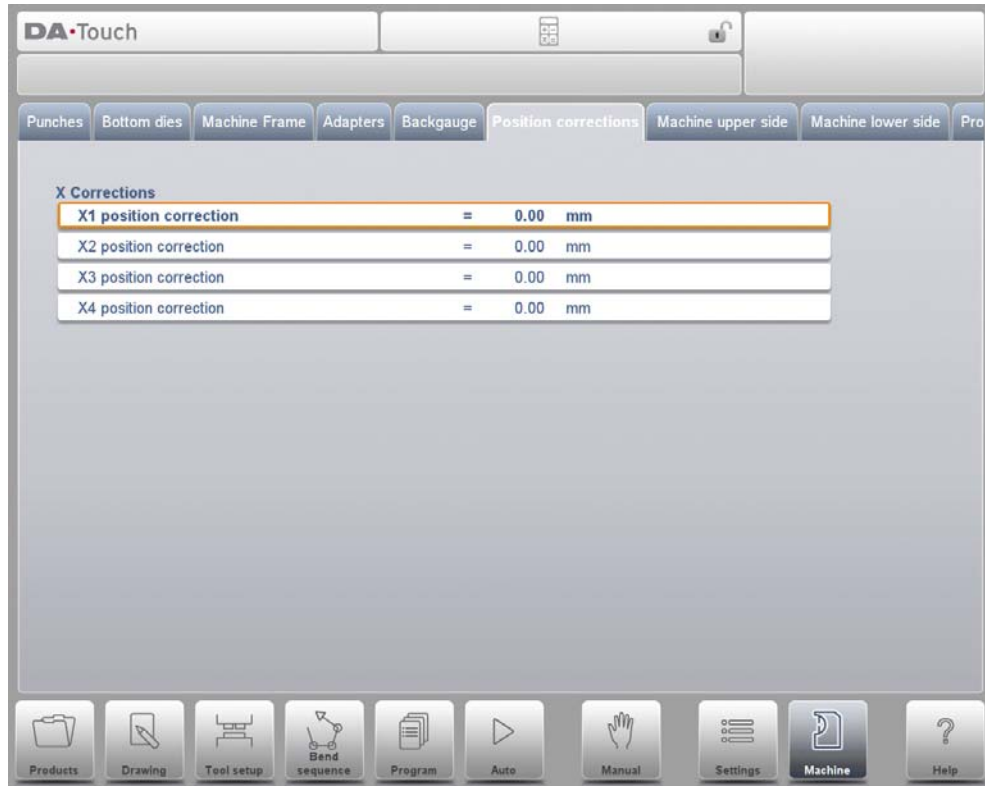 DA•Touch
Punches Bottom dies Machine Frame Adapters Backgauge Position corrections Machine upper side Machine lower side Pro
X Corrections
X1 position correction = 0.00 mm
X2 position correction = 0.00 mm
X3 position correction = 0.00 mm
X4 position correction = 0.00 mm
Products Drawing Tool setup Bend sequence Program Auto Manual Settings Machine Help